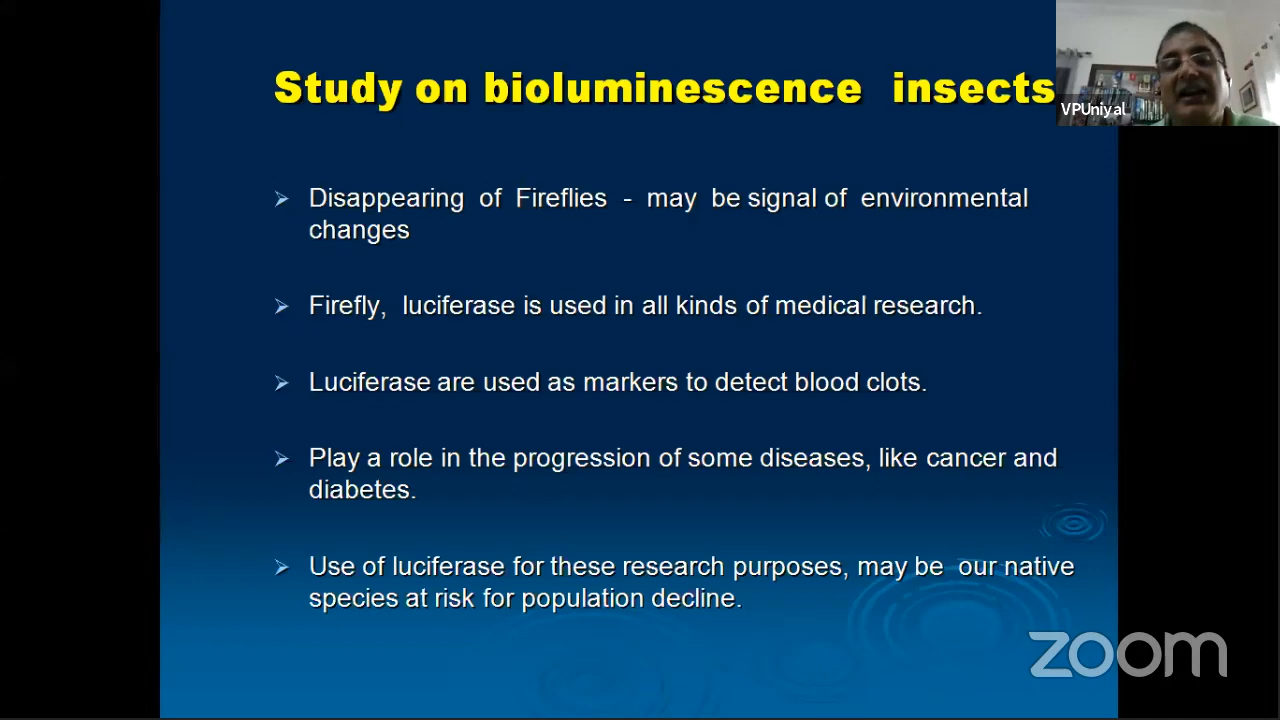 Study on bioluminescence insects
VPUniyal
Disappearing of Fireflies - may be signal of environmental
changes
Firefly, luciferase is used in all kinds of medical research.
Luciferase are used as markers to detect blood clots.
Play a role in the progression of some diseases, like cancer and
diabetes.
Use of luciferase for these research purposes, may be our native
species at risk for population decline.
zoom